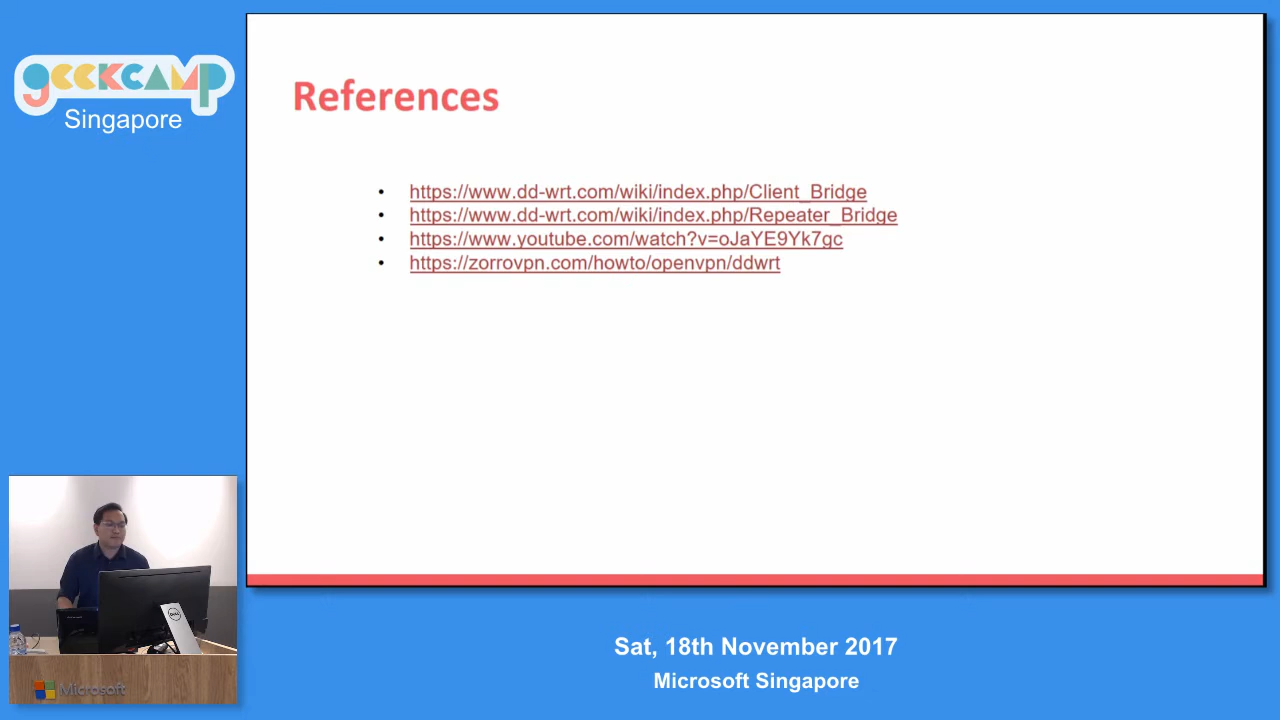 geekcamp
Singapore
References
• https://www.dd-wrt.com/wiki/index.php/Client_Bridge
• https://www.dd-wrt.com/wiki/index.php/Repeater_Bridge
• https://www.youtube.com/watch?v=oJaYE9Yk7gc
• https://zorrovpn.com/howto/openvpn/ddwrt
DELL
Microsoft
Sat, 18th November 2017
Microsoft Singapore